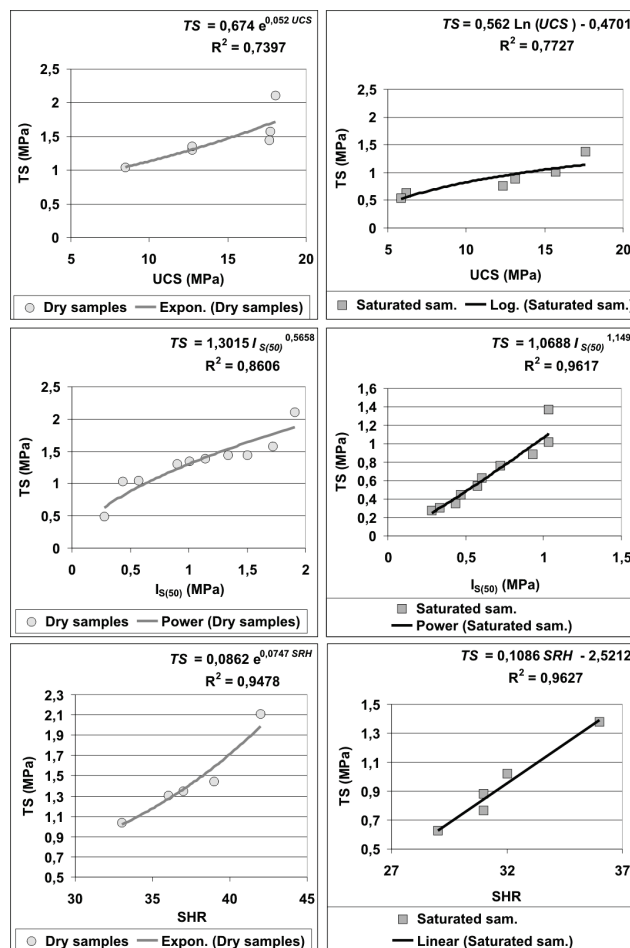 TS = 0,674 e^0,052 UCS
R² = 0,7397
2,5
2
1,5
1
0,5
0
TS (MPa)
5 10 15 20
UCS (MPa)
Dry samples Expon. (Dry samples)
TS = 0,562 Ln (UCS ) - 0,4701
R² = 0,7727
2,5
2
1,5
1
0,5
0
TS (MPa)
5 10 15 20
UCS (MPa)
Saturated sam. Log. (Saturated sam.)
TS = 1,3015 I S(50) ^0,5658
R² = 0,8606
2,5
2
1,5
1
0,5
0
TS (MPa)
0 0,5 1 1,5 2
IS(50) (MPa)
Dry samples Power (Dry samples)
TS = 1,0688 I S(50) ^1,149
R² = 0,9617
1,6
1,4
1,2
1
0,8
0,6
0,4
0,2
0
TS (MPa)
0 0,5 1 1,5
IS(50) (MPa)
Saturated sam.
Power (Saturated sam.)
TS = 0,0862 e^0,0747 SRH
R² = 0,9478
2,3
2,1
1,9
1,7
1,5
1,3
1,1
0,9
0,7
0,5
TS (MPa)
30 35 40 45
SHR
Dry samples Expon. (Dry samples)
TS = 0,1086 SRH - 2,5212
R² = 0,9627
1,5
1,3
1,1
0,9
0,7
0,5
TS (MPa)
27 32 37
SHR
Saturated sam.
Linear (Saturated sam.)